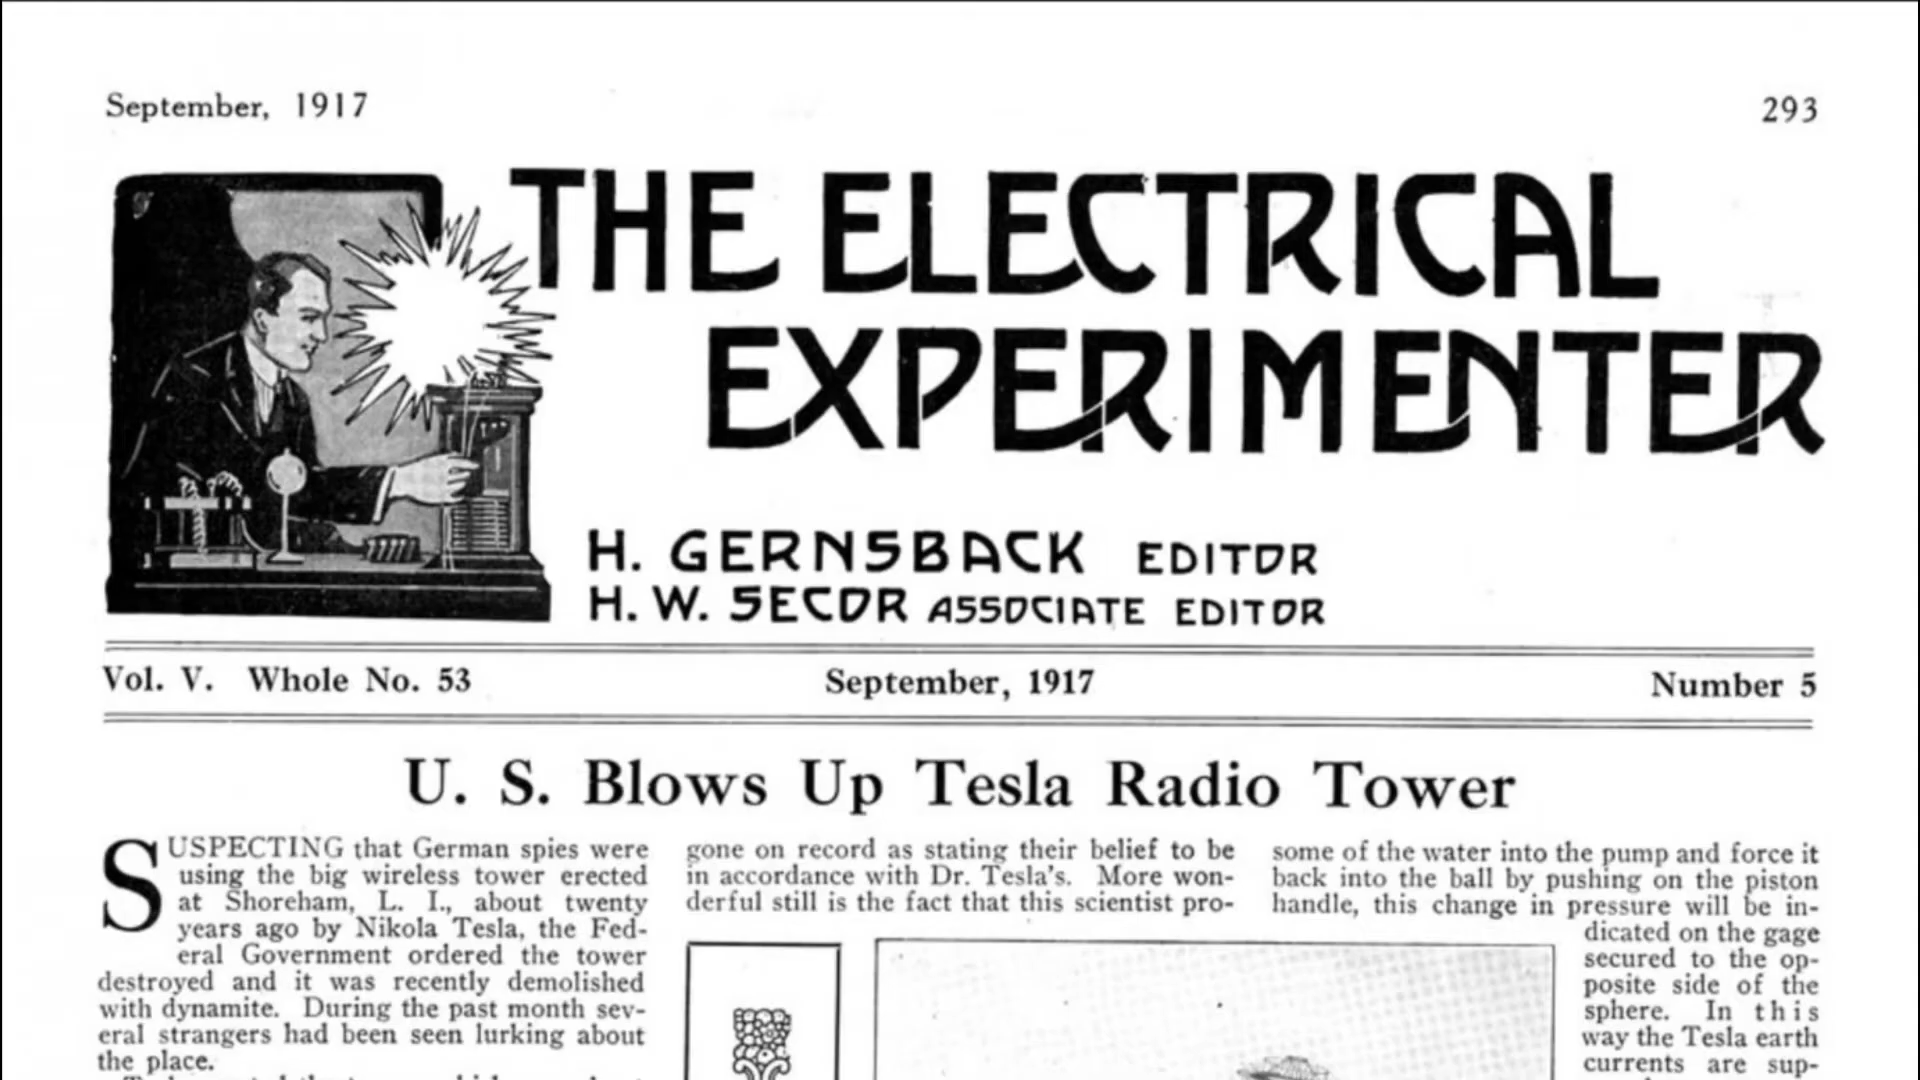 September, 1917
293
THE ELECTRICAL
EXPERIMENTER
H. GERNSBACK EDITOR
H. W. SECOR ASSOCIATE EDITOR
Vol. V. Whole No. 53
September, 1917
Number 5
U. S. Blows Up Tesla Radio Tower
SUSPECTING that German spies were
using the big wireless tower erected
at Shoreham, L. I., about twenty
years ago by Nikola Tesla, the Fed-
eral Government ordered the tower
destroyed and it was recently demolished
with dynamite. During the past month sev-
eral strangers had been seen lurking about
the place.
gone on record as stating their belief to be
in accordance with Dr. Tesla's. More won-
derful still is the fact that this scientist pro-
some of the water into the pump and force it
back into the ball by pushing on the piston
handle, this change in pressure will be in-
dicated on the gage
secured to the op-
posite side of the
sphere. In this
way the Tesla earth
currents are sup-